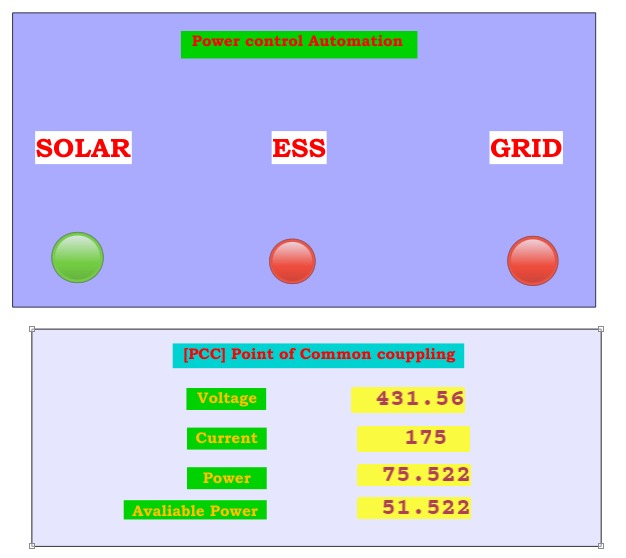 Power control Automation
SOLAR ESS GRID
[PCC] Point of Common couppling
Voltage 431.56
Current 175
Power 75.522
Avaliable Power 51.522